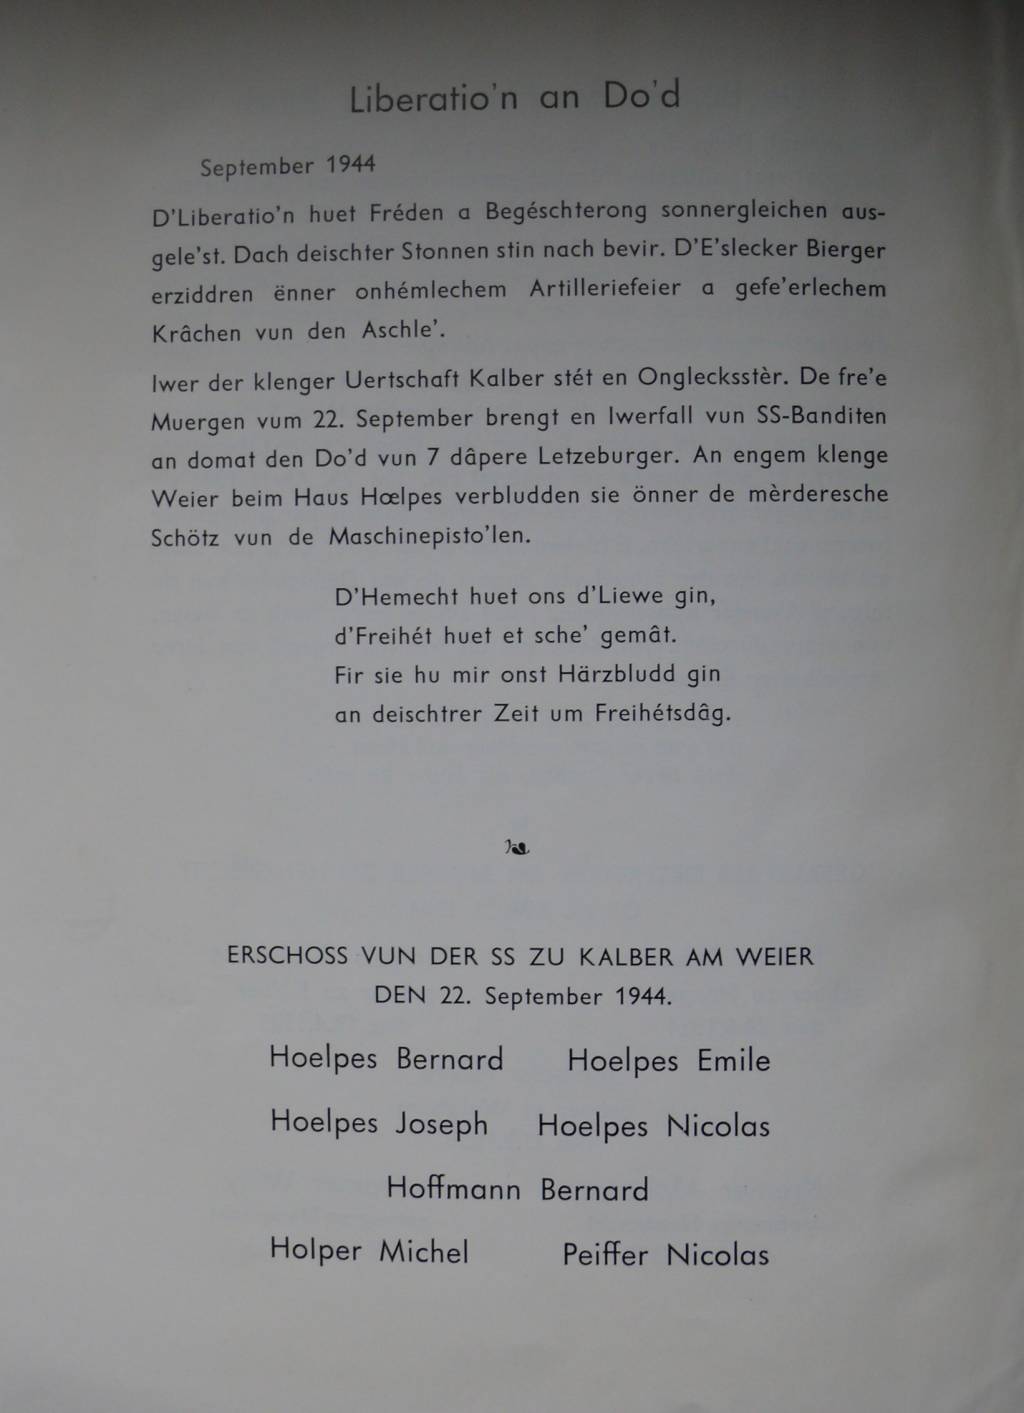 Liberatio'n an Do'd
September 1944
D'Liberatio'n huet Fréden a Begéschterong sonnergleichen aus-
gele'st. Dach deischter Stonnen stin nach bevir. D'E'slecker Bierger
erziddren ënner onhémlechem Artilleriefeier a gefe'erlechem
Krâchen vun den Aschle'.
Iwer der klenger Uertschaft Kalber stét en Onglecksstèr. De fre'e
Muergen vum 22. September brengt en Iwerfall vun SS-Banditen
an domat den Do'd vun 7 dâpere Letzeburger. An engem klenge
Weier beim Haus Hœlpes verbludden sie önner de mèrderesche
Schötz vun de Maschinepisto'len.
D'Hemecht huet ons d'Liewe gin,
d'Freihét huet et sche' gemât.
Fir sie hu mir onst Härzbludd gin
an deischtrer Zeit um Freihétsdâg.
ERSCHOSS VUN DER SS ZU KALBER AM WEIER
DEN 22. September 1944.
Hoelpes Bernard Hoelpes Emile
Hoelpes Joseph Hoelpes Nicolas
Hoffmann Bernard
Holper Michel Peiffer Nicolas